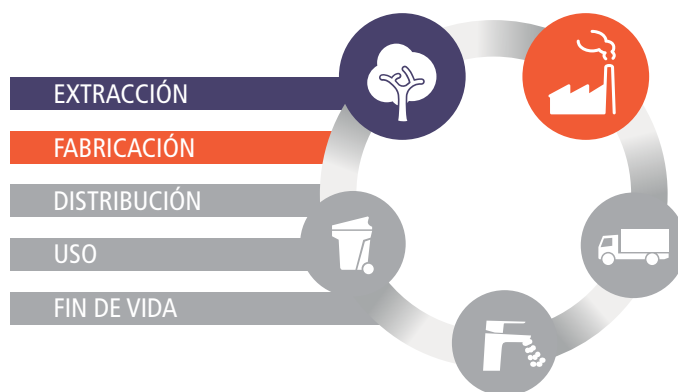 EXTRACCIÓN
FABRICACIÓN
DISTRIBUCIÓN
USO
FIN DE VIDA